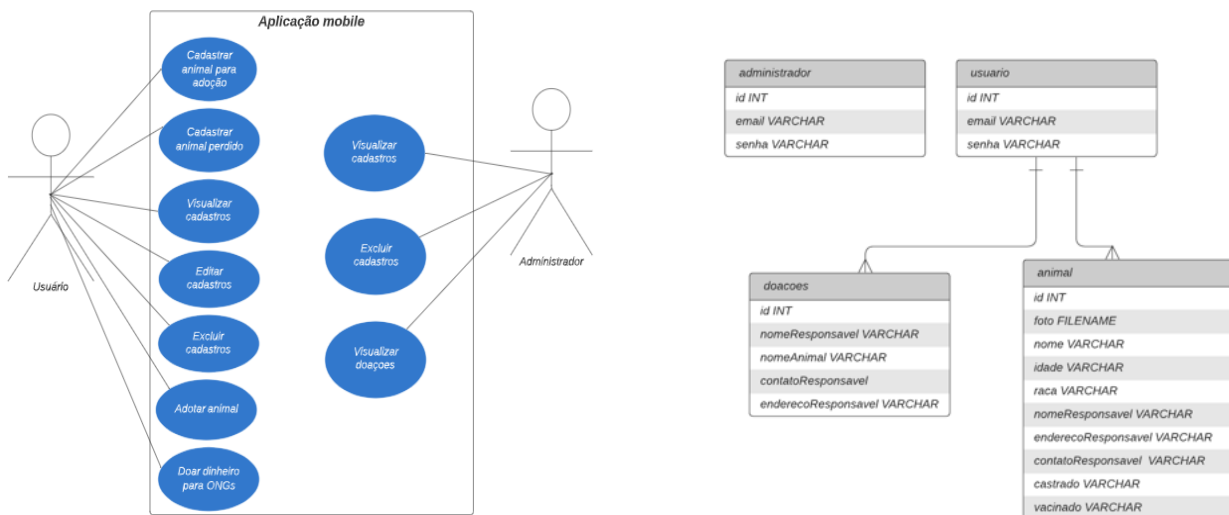 Aplicação mobile
Cadastrar
animal para
adoção
Cadastrar
animal perdido
Visualizar
cadastros
Editar
cadastros
Excluír
cadastros
Adotar animal
Doar dinheiro
para ONGs
Usuário
Visualizar
cadastros
Excluír
cadastros
Visualizar
doaçoes
Administrador
administrador
id INT
email VARCHAR
senha VARCHAR
usuario
id INT
email VARCHAR
senha VARCHAR
doacoes
id INT
nomeResponsavel VARCHAR
nomeAnimal VARCHAR
contatoResponsavel
enderecoResponsavel VARCHAR
animal
id INT
foto FILENAME
nome VARCHAR
idade VARCHAR
raca VARCHAR
nomeResponsavel VARCHAR
enderecoResponsavel VARCHAR
contatoResponsavel VARCHAR
castrado VARCHAR
vacinado VARCHAR